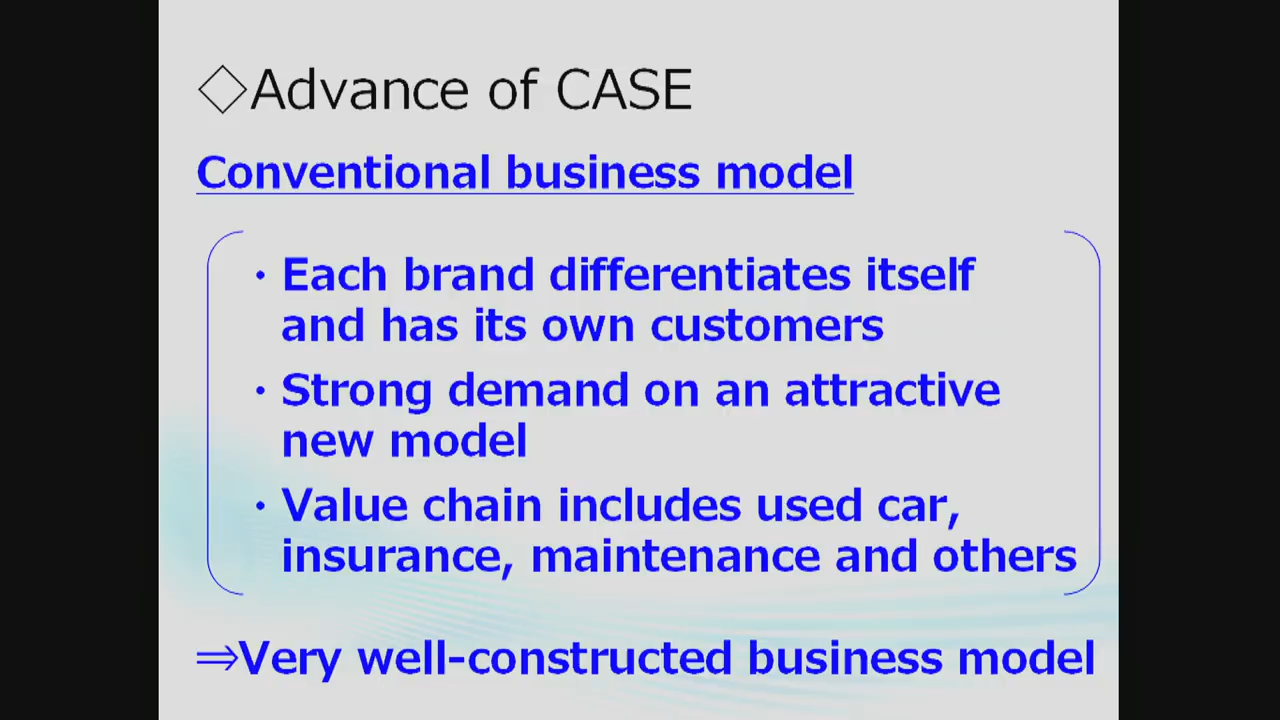 ◇Advance of CASE
Conventional business model
・Each brand differentiates itself
and has its own customers
・Strong demand on an attractive
new model
・Value chain includes used car,
insurance, maintenance and others
⇒Very well-constructed business model